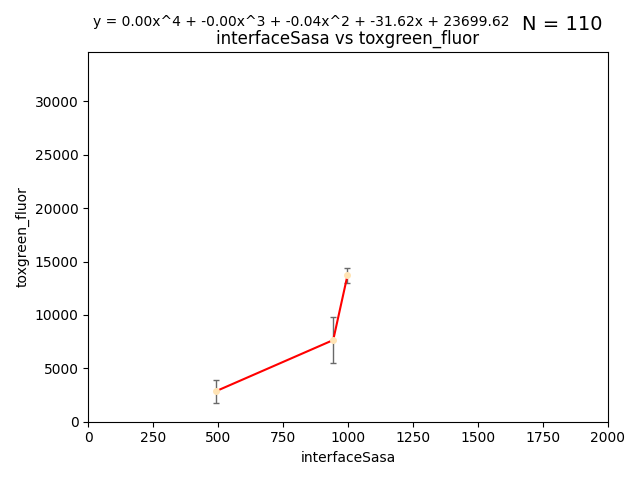 y = 0.00x^4 + -0.00x^3 + -0.04x^2 + -31.62x + 23699.62
N = 110
interfaceSasa vs toxgreen_fluor
30000
25000
20000
15000
10000
5000
0
toxgreen_fluor
0 250 500 750 1000 1250 1500 1750 2000
interfaceSasa